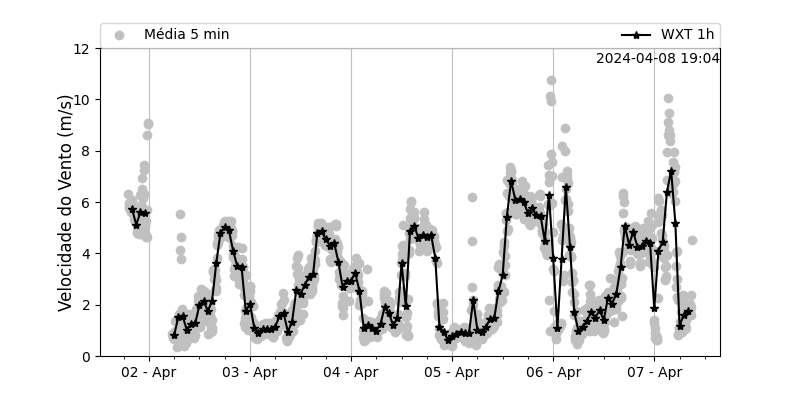 Média 5 min
WXT 1h
2024-04-08 19:04
Velocidade do Vento (m/s)
12
10
8
6
4
2
0
02 - Apr
03 - Apr
04 - Apr
05 - Apr
06 - Apr
07 - Apr